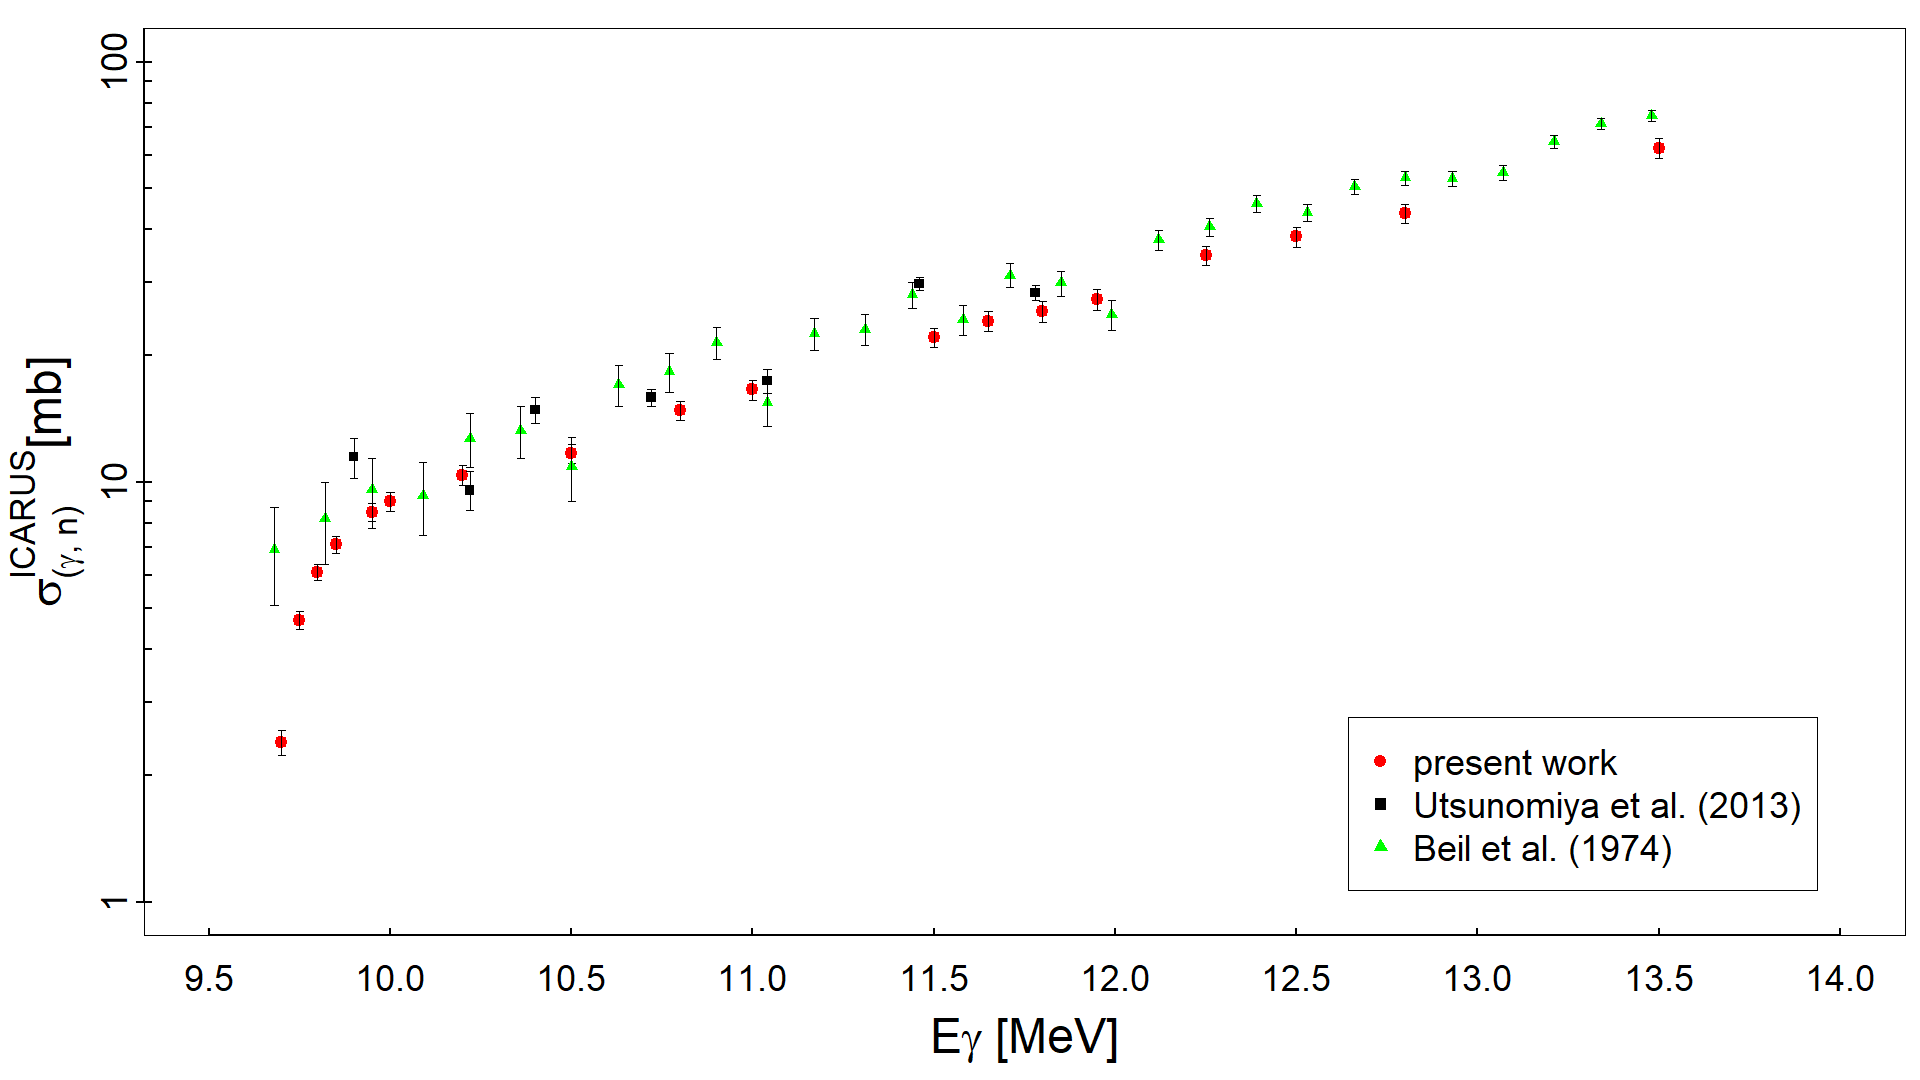 100
10
1
σ(γ, n)ICARUS[mb]
present work
Utsunomiya et al. (2013)
Beil et al. (1974)
9.5 10.0 10.5 11.0 11.5 12.0 12.5 13.0 13.5 14.0
Eγ [MeV]